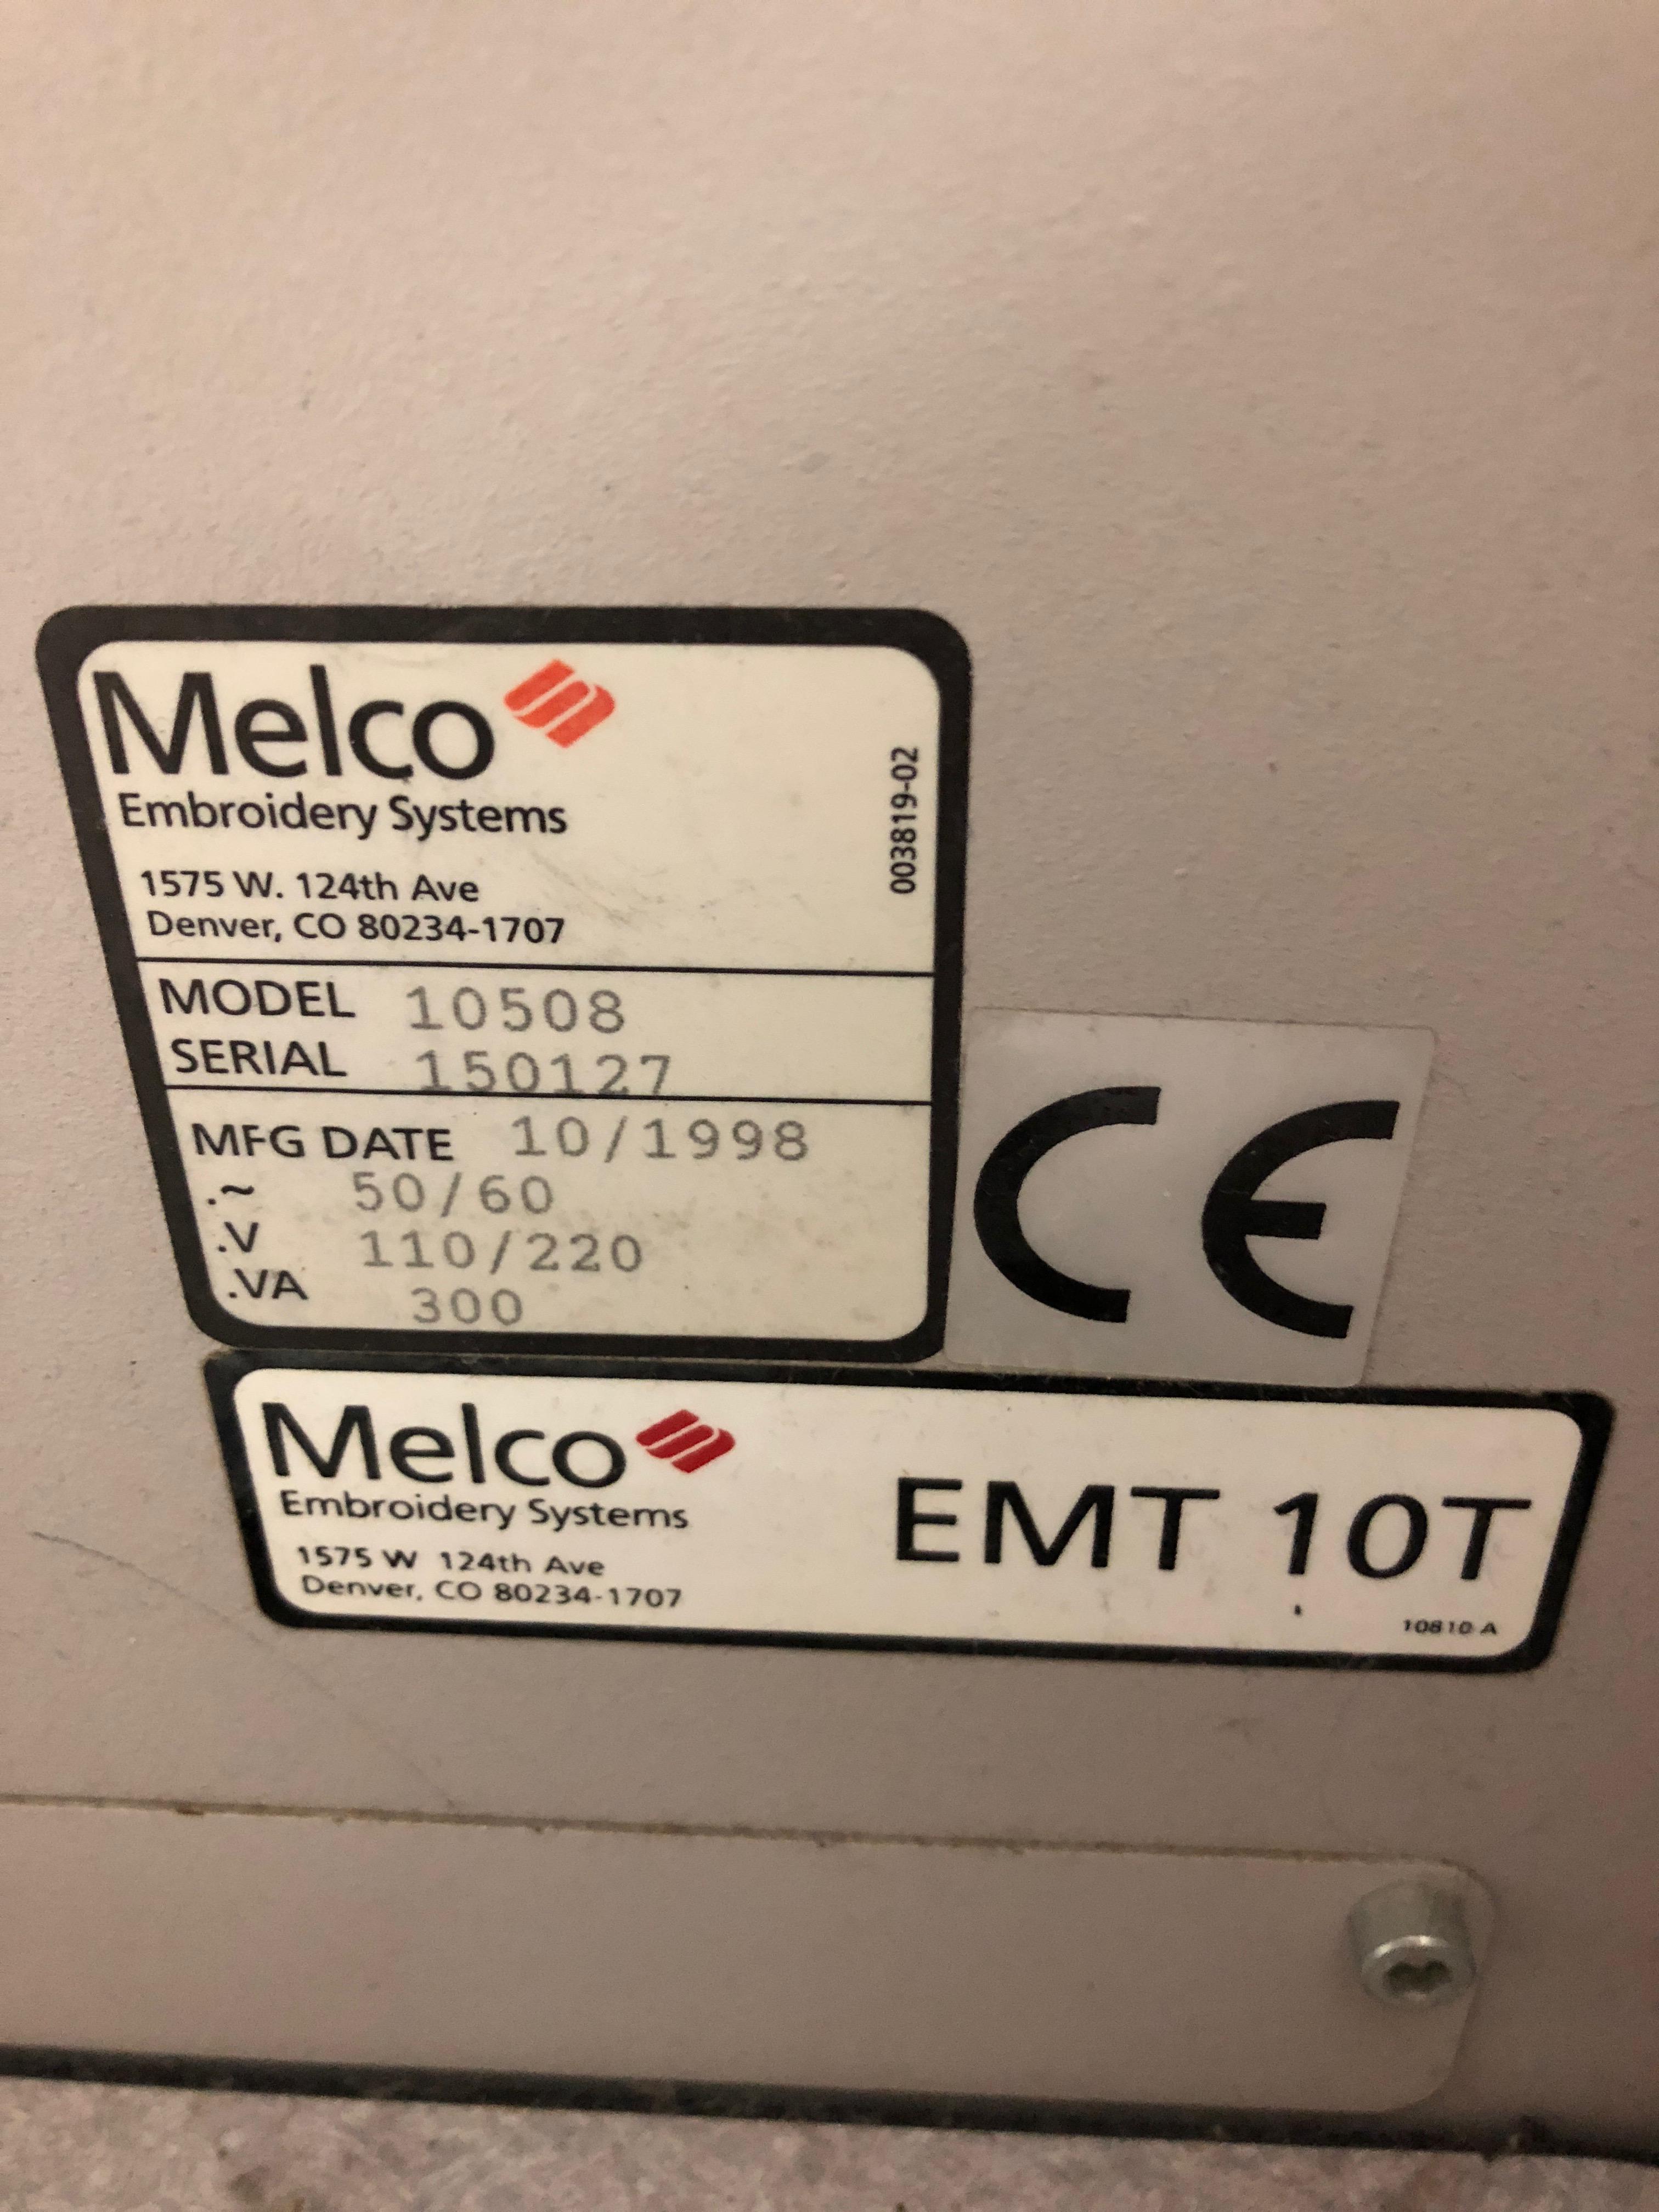 Melco
Embroidery Systems
003819-02
1575 W. 124th Ave
Denver, CO 80234-1707
MODEL 10508
SERIAL 150127
MFG DATE 10/1998
.~ 50/60
.V 110/220
.VA 300
CE
Melco
Embroidery Systems
1575 W 124th Ave
Denver, CO 80234-1707
EMT 10T
10810-A